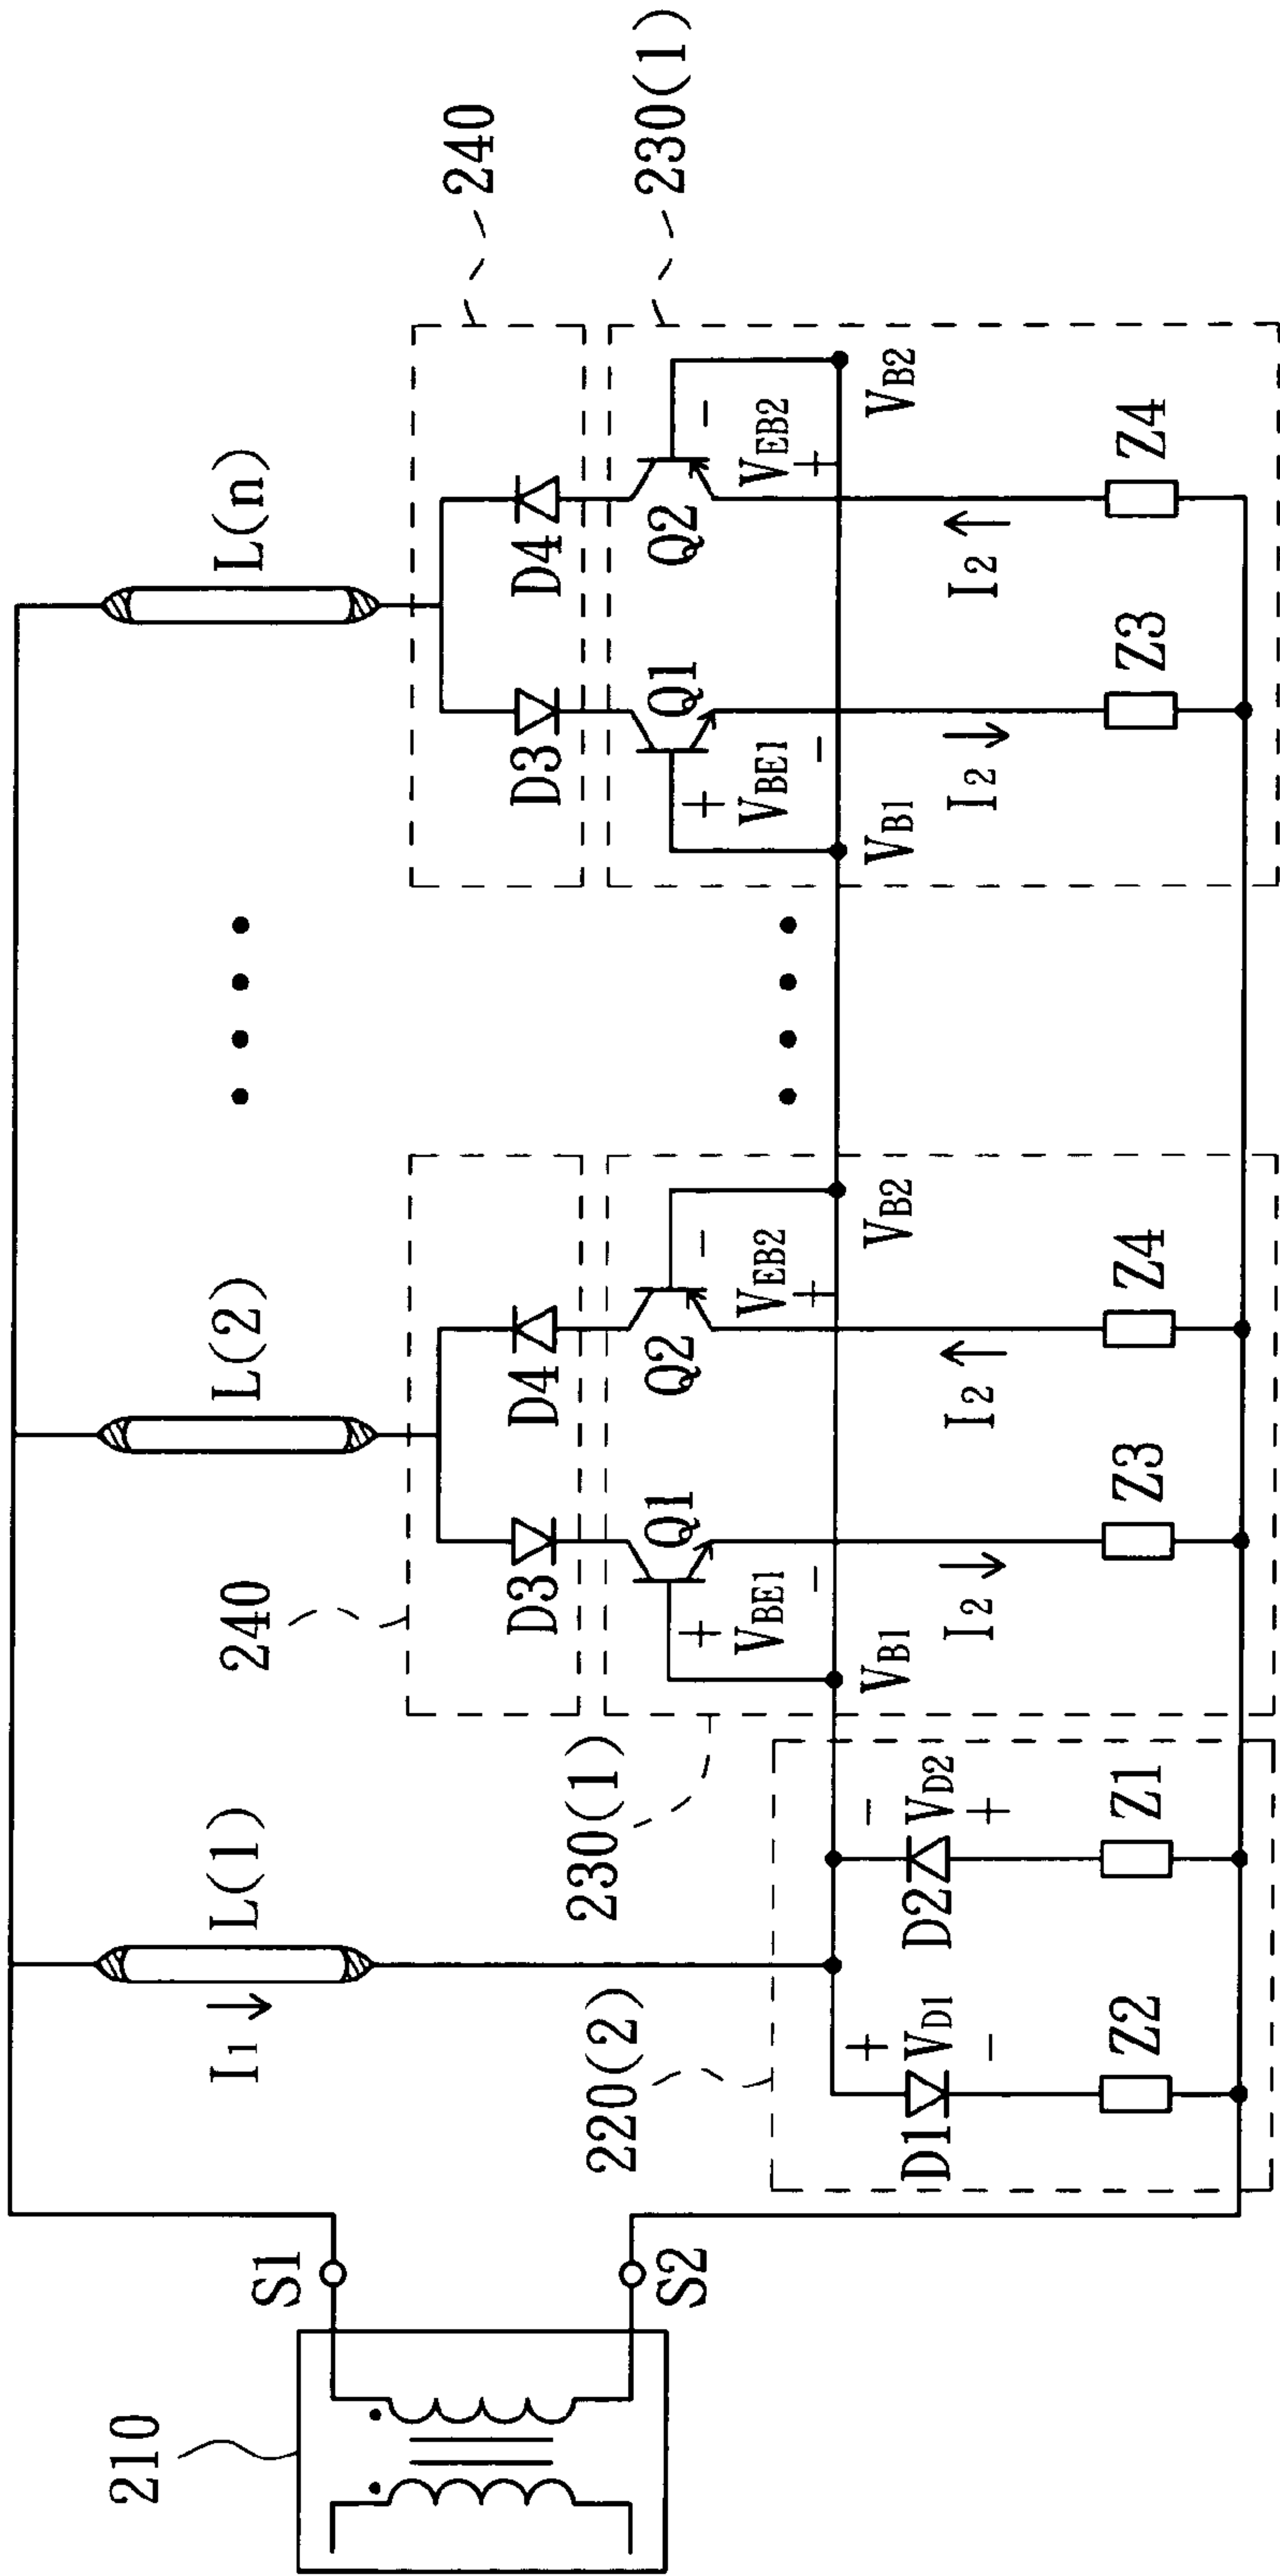 210
S1
S2
I1
L(1)
L(2)
L(n)
220(2)
D1
+
VD1
-
Z2
D2
-
VD2
+
Z1
230(1)
240
D3
D4
Q1
Q2
+
VBE1
-
-
VEB2
+
VB1
VB2
I2
I2
Z3
Z4
240
230(1)
D3
D4
Q1
Q2
+
VBE1
-
-
VEB2
+
VB1
VB2
I2
I2
Z3
Z4